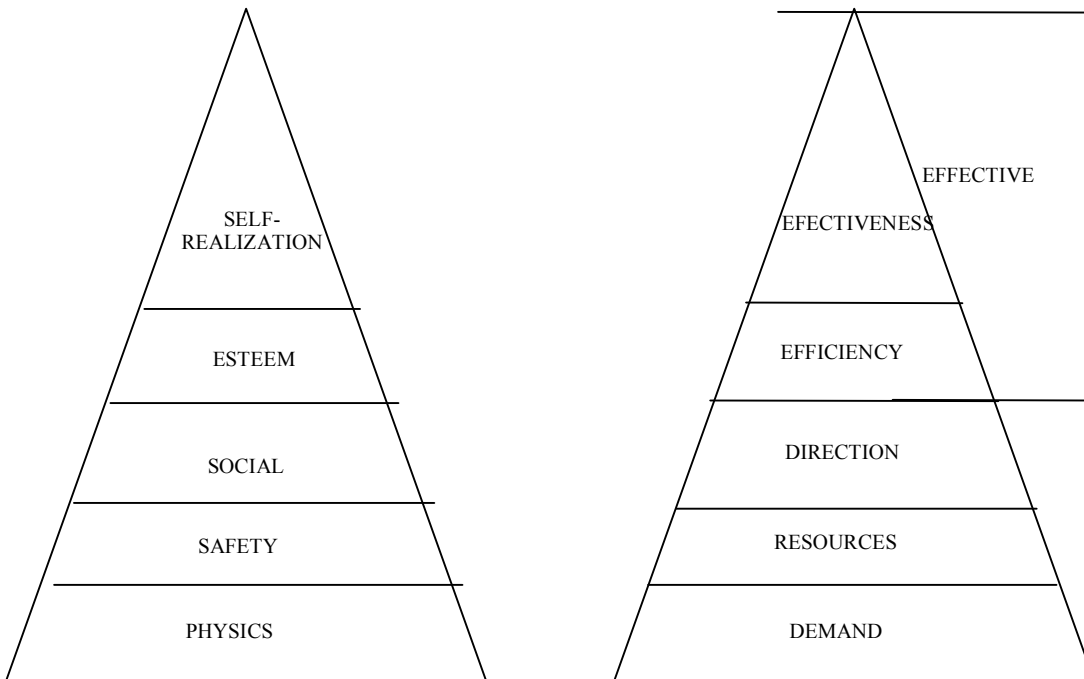 SELF-
REALIZATION
ESTEEM
SOCIAL
SAFETY
PHYSICS
EFFECTIVE
EFECTIVENESS
EFFICIENCY
DIRECTION
RESOURCES
DEMAND